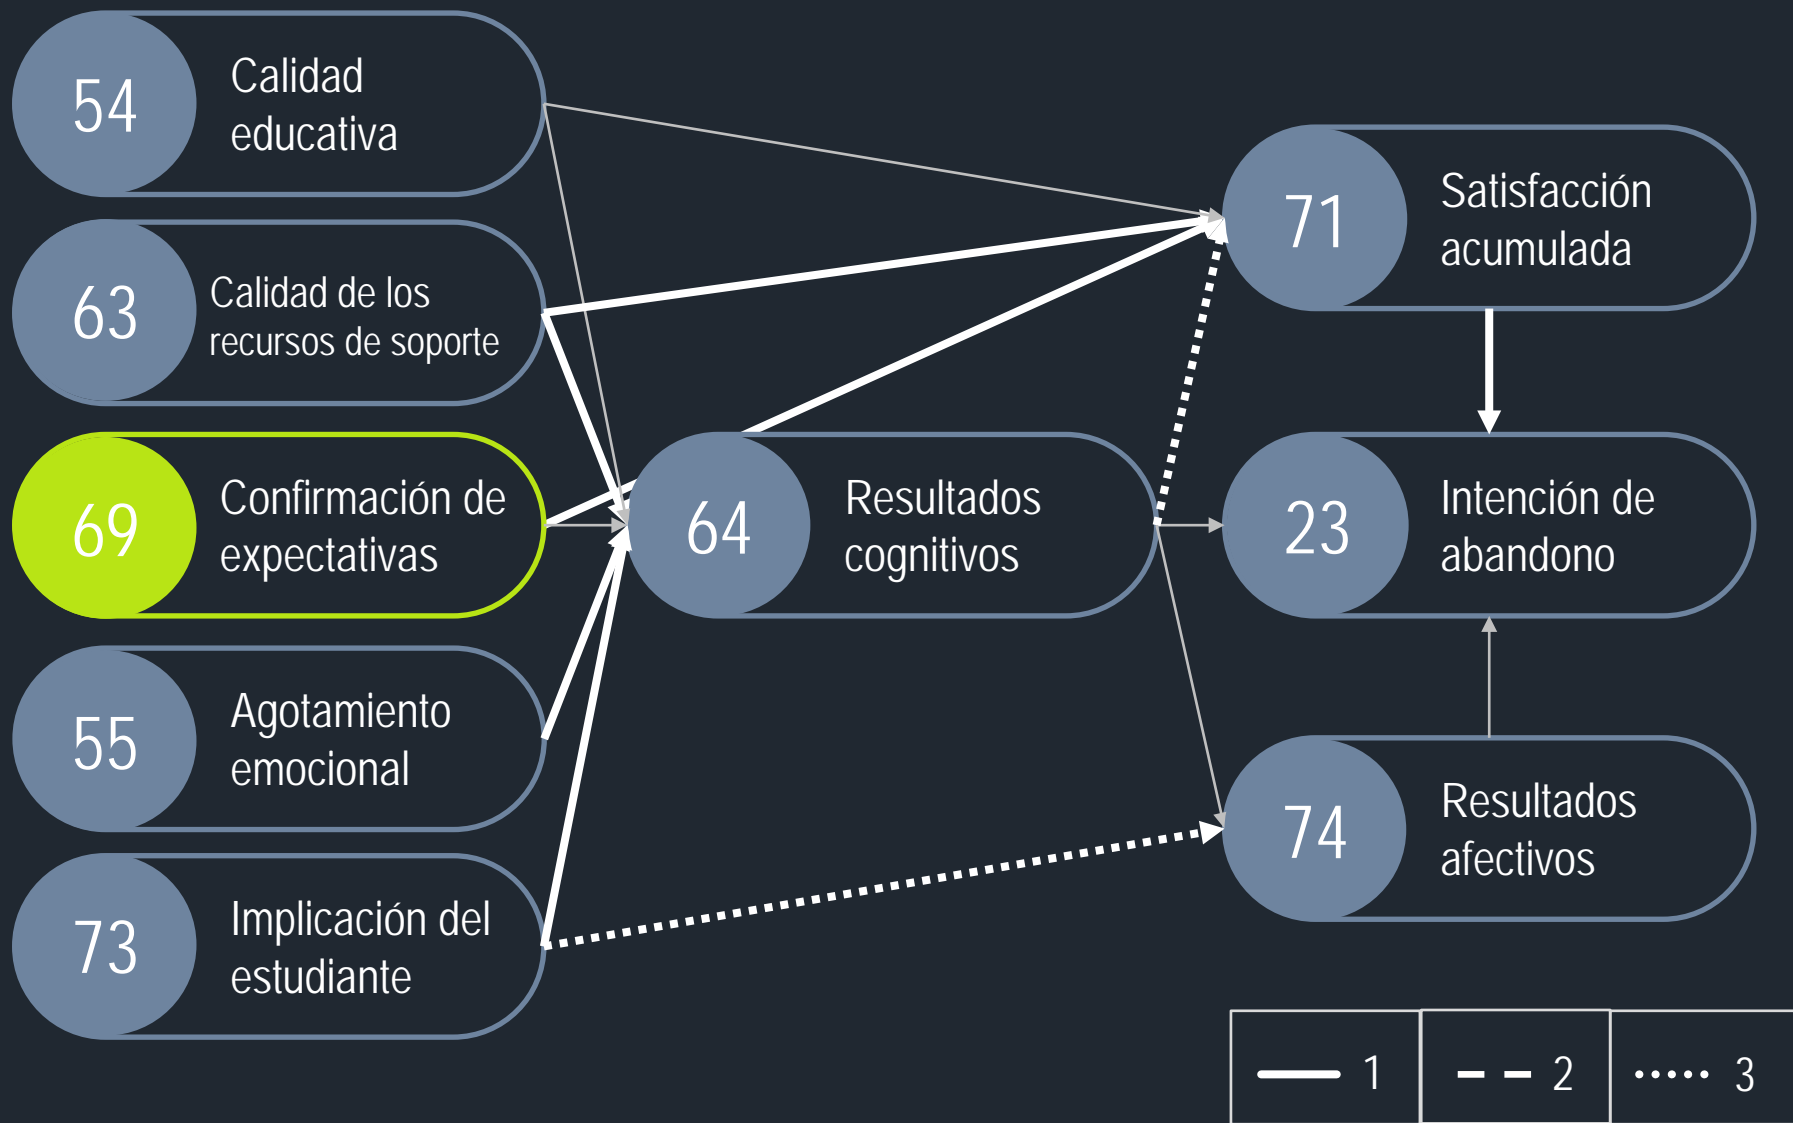 54
Calidad
educativa
63
Calidad de los
recursos de soporte
69
Confirmación de
expectativas
55
Agotamiento
emocional
73
Implicación del
estudiante
64
Resultados
cognitivos
71
Satisfacción
acumulada
23
Intención de
abandono
74
Resultados
afectivos
1
2
3